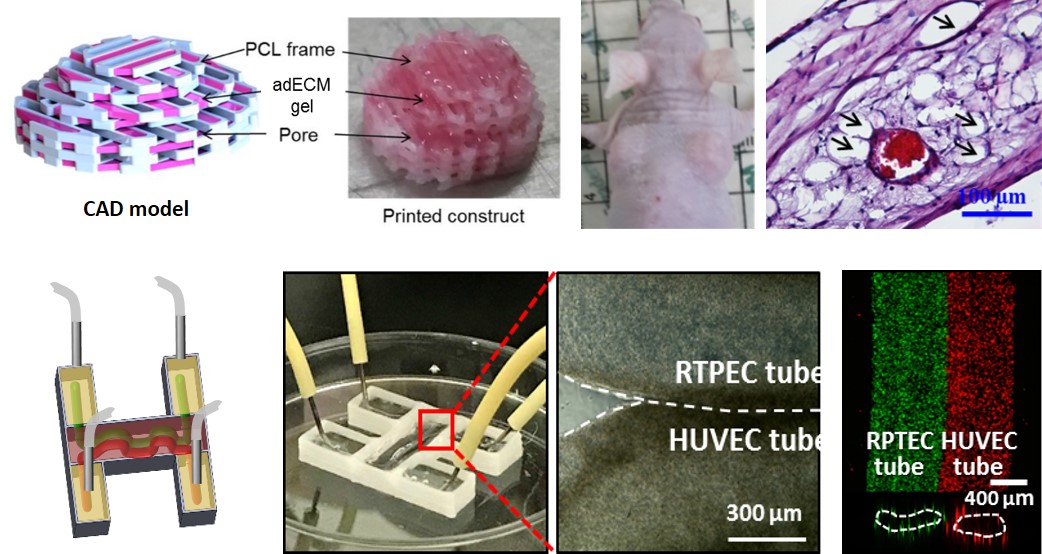 PCL frame
adECM
gel
Pore
CAD model
Printed construct
100 µm
RTPEC tube
HUVEC tube
300 µm
RPTEC HUVEC
tube tube
400 µm